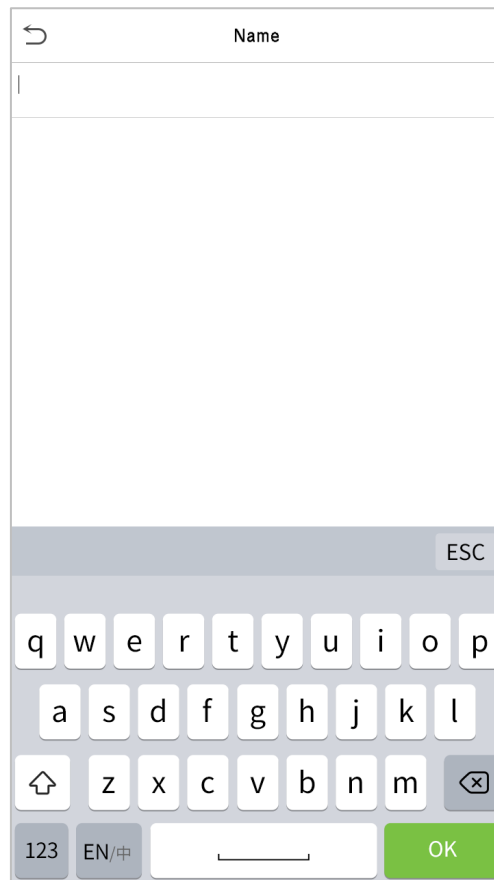 Name
ESC
q w e r t y u i o p
a s d f g h j k l
z x c v b n m
123 EN/中 OK